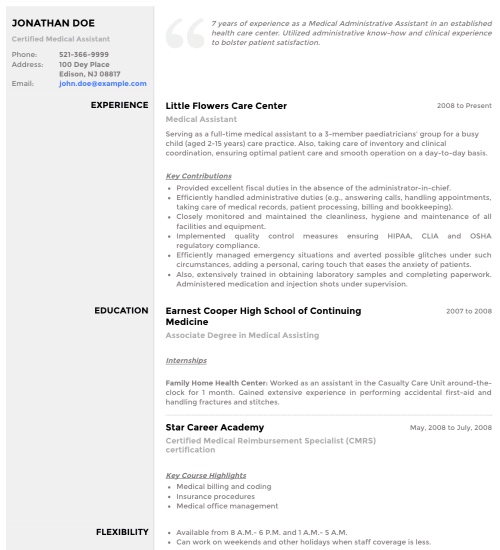 JONATHAN DOE
Certified Medical Assistant
Phone: 521-366-9999
Address: 100 Dey Place
Edison, NJ 08817
Email: john.doe@example.com
7 years of experience as a Medical Administrative Assistant in an established
health care center. Utilized administrative know-how and clinical experience
to bolster patient satisfaction.
EXPERIENCE
Little Flowers Care Center 2008 to Present
Medical Assistant
Serving as a full-time medical assistant to a 3-member paediatricians' group for a busy
child (aged 2-15 years) care practice. Also, taking care of inventory and clinical
coordination, ensuring optimal patient care and smooth operation on a day-to-day basis.
Key Contributions
• Provided excellent fiscal duties in the absence of the administrator-in-chief.
• Efficiently handled administrative duties (e.g., answering calls, handling appointments,
taking care of medical records, patient processing, billing and bookkeeping).
• Closely monitored and maintained the cleanliness, hygiene and maintenance of all
facilities and equipment.
• Implemented quality control measures ensuring HIPAA, CLIA and OSHA
regulatory compliance.
• Efficiently managed emergency situations and averted possible glitches under such
circumstances, adding a personal, caring touch that eases the anxiety of patients.
• Also, extensively trained in obtaining laboratory samples and completing paperwork.
Administered medication and injection shots under supervision.
EDUCATION
Earnest Cooper High School of Continuing 2007 to 2008
Medicine
Associate Degree in Medical Assisting
Internships
Family Home Health Center: Worked as an assistant in the Casualty Care Unit around-the-
clock for 1 month. Gained extensive experience in performing accidental first-aid and
handling fractures and stitches.
Star Career Academy May, 2008 to July, 2008
Certified Medical Reimbursement Specialist (CMRS)
certification
Key Course Highlights
• Medical billing and coding
• Insurance procedures
• Medical office management
FLEXIBILITY
• Available from 8 A.M.- 6 P.M. and 1 A.M.- 5 A.M.
• Can work on weekends and other holidays when staff coverage is less.